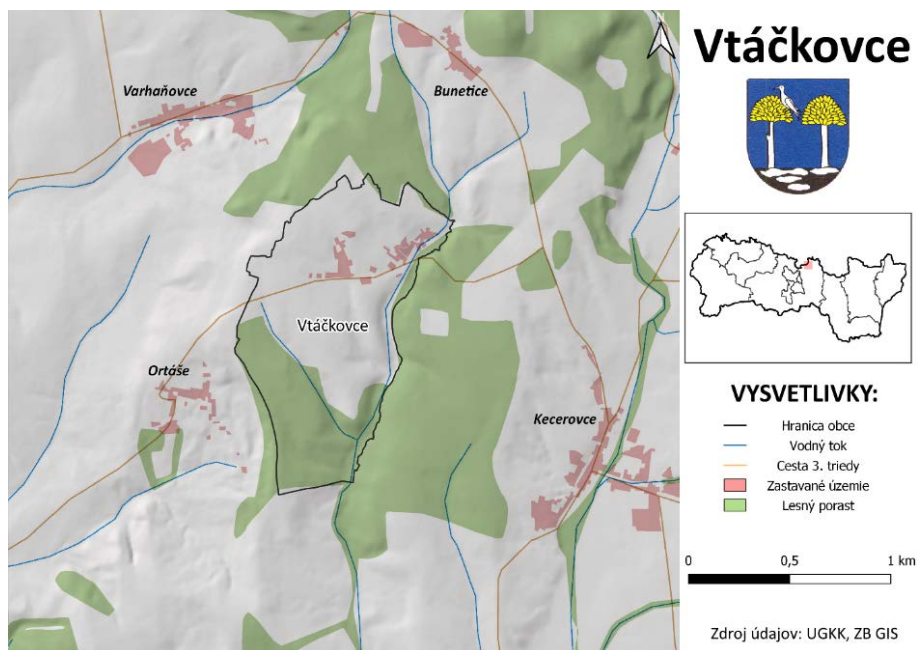 Vtáčkovce
Varhaňovce
Bunetice
Vtáčkovce
Ortáše
Kecerovce
VYSVETLIVKY:
Hranica obce
Vodný tok
Cesta 3. triedy
Zastavané územie
Lesný porast
0 0,5 1 km
Zdroj údajov: UGKK, ZB GIS